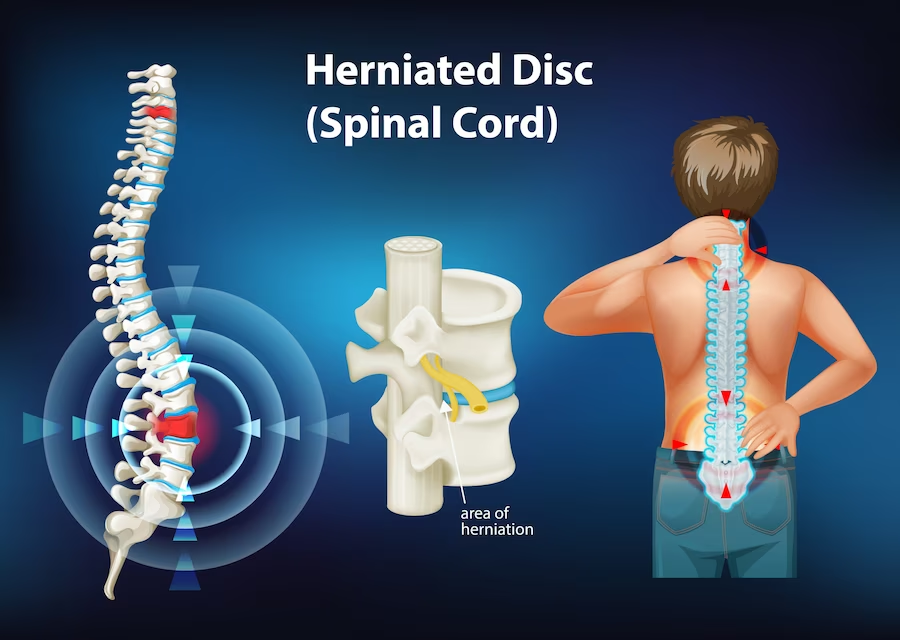 Herniated Disc
(Spinal Cord)
area of
herniation